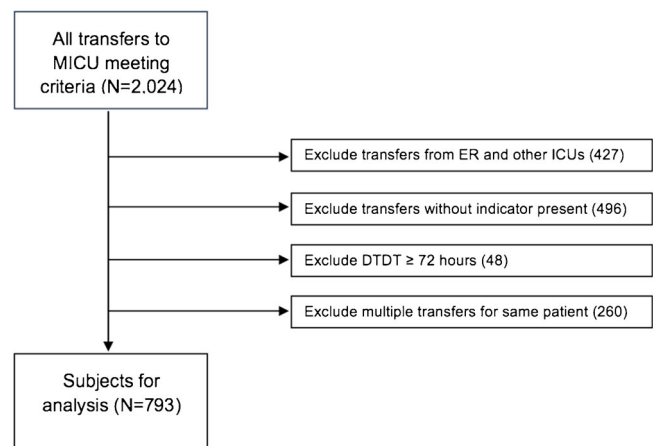 All transfers to
MICU meeting
criteria (N=2,024)
Exclude transfers from ER and other ICUs (427)
Exclude transfers without indicator present (496)
Exclude DTDT ≥ 72 hours (48)
Exclude multiple transfers for same patient (260)
Subjects for
analysis (N=793)